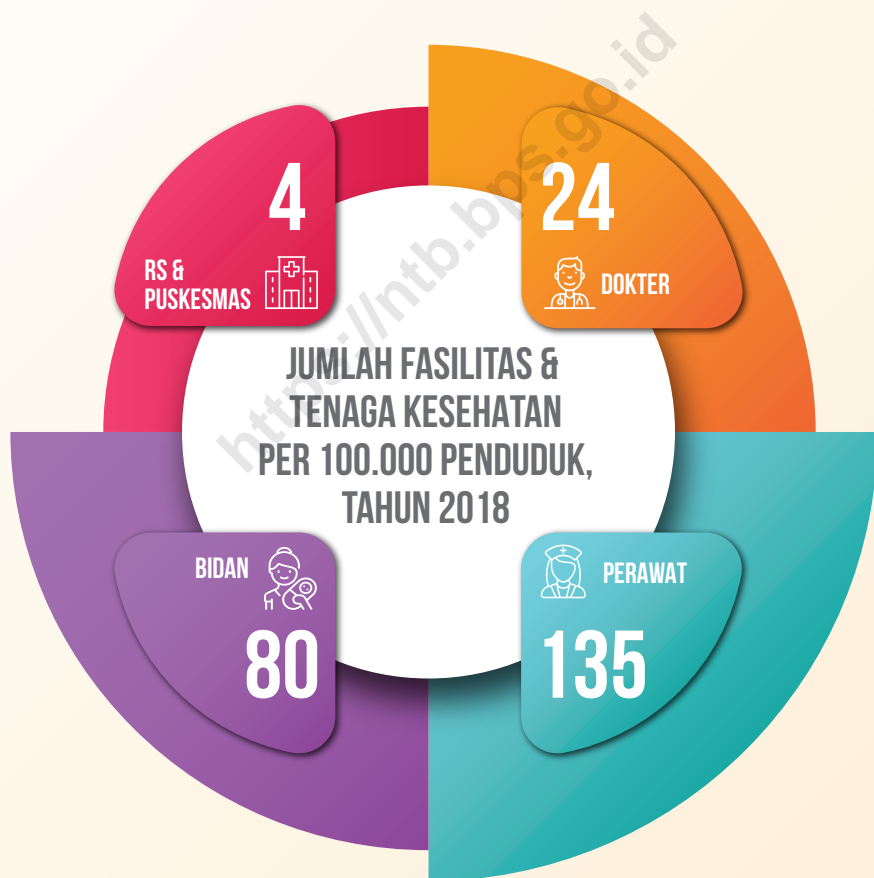 4
RS &
PUSKESMAS
24
DOKTER
JUMLAH FASILITAS &
TENAGA KESEHATAN
PER 100.000 PENDUDUK,
TAHUN 2018
BIDAN
80
PERAWAT
135
https://ntb.bps.go.id